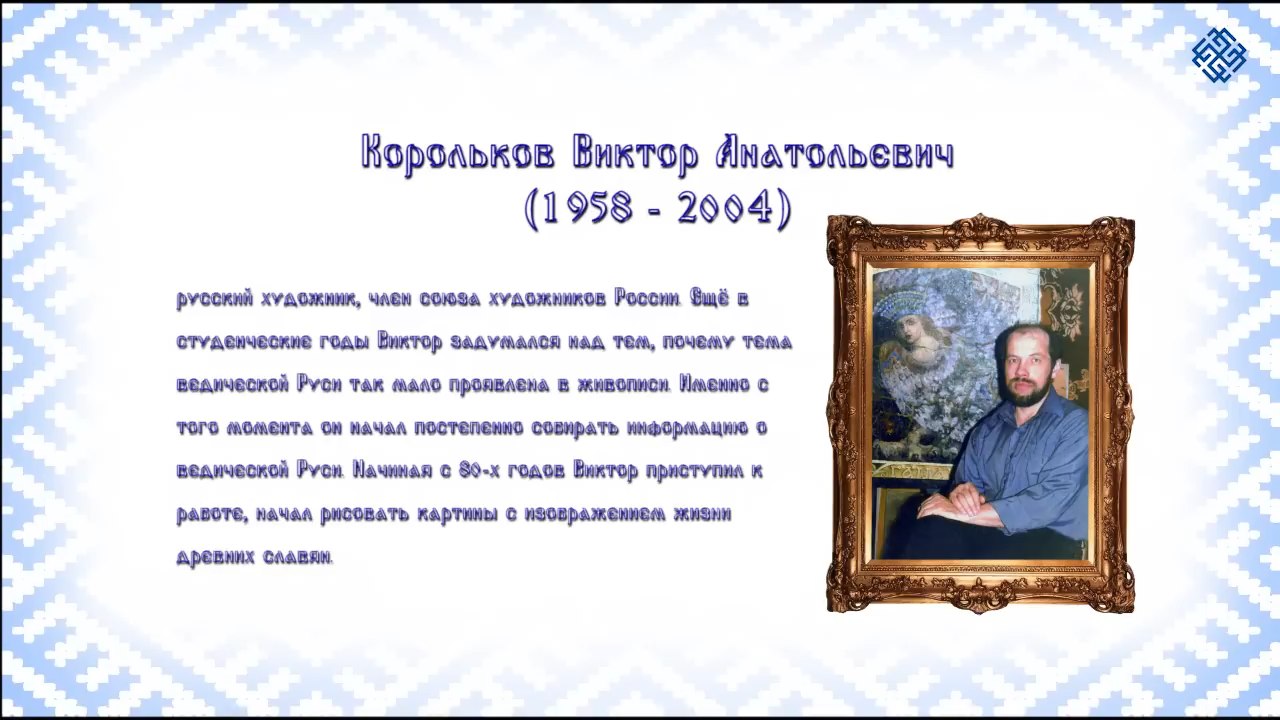 Корольков Виктор Анатольевич
(1958 - 2004)
русский художник, член союза художников России. Ещё в
студенческие годы Виктор задумался над тем, почему тема
ведической Руси так мало проявлена в живописи. Именно с
того момента он начал постепенно собирать информацию о
ведической Руси. Начиная с 80-х годов Виктор приступил к
работе, начал рисовать картины с изображением жизни
древних славян.